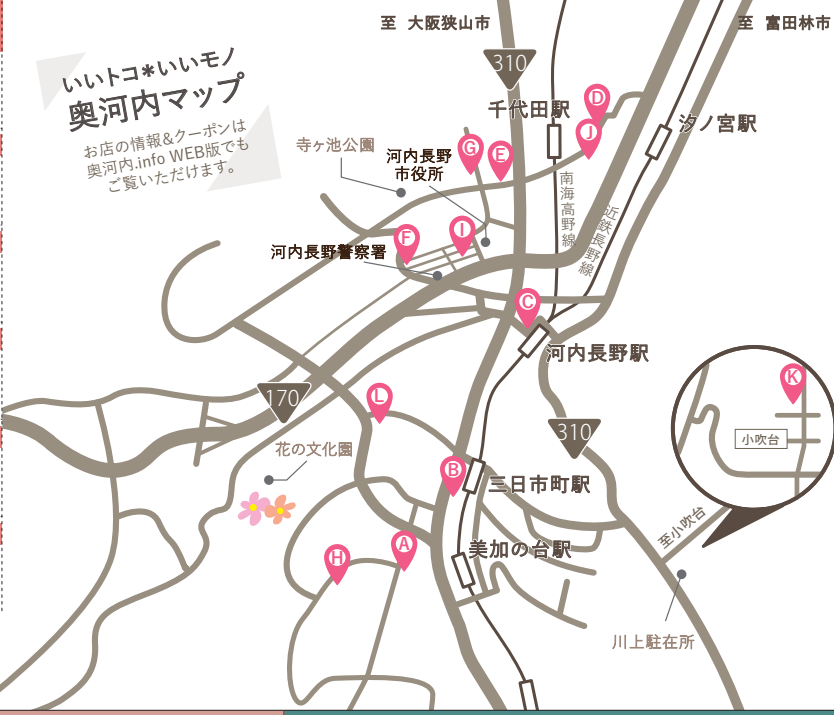 至 大阪狭山市
至 富田林市
いいトコ*いいモノ
奥河内マップ
お店の情報&クーポンは
奥河内.info WEB版でも
ご覧いただけます。
310
千代田駅
D
J
汐ノ宮駅
寺ヶ池公園
河内長野
市役所
G
E
南海高野線
近鉄長野線
F
I
河内長野警察署
C
河内長野駅
170
L
K
小吹台
310
花の文化園
B
三日市町駅
至小吹台
美加の台駅
A
H
川上駐在所